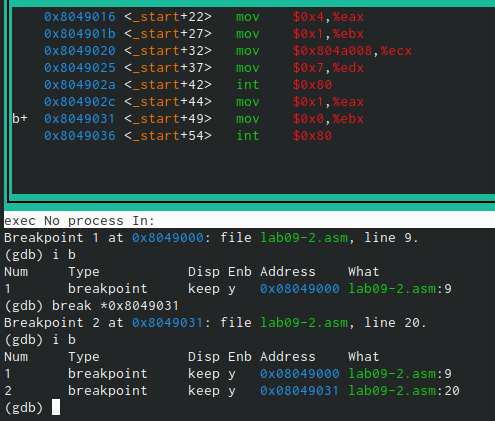 0x8049016 <_start+22> mov $0x4,%eax
0x804901b <_start+27> mov $0x1,%ebx
0x8049020 <_start+32> mov $0x804a008,%ecx
0x8049025 <_start+37> mov $0x7,%edx
0x804902a <_start+42> int $0x80
0x804902c <_start+44> mov $0x1,%eax
b+ 0x8049031 <_start+49> mov $0x0,%ebx
0x8049036 <_start+54> int $0x80
exec No process In:
Breakpoint 1 at 0x8049000: file lab09-2.asm, line 9.
(gdb) i b
Num Type Disp Enb Address What
1 breakpoint keep y 0x08049000 lab09-2.asm:9
(gdb) break *0x8049031
Breakpoint 2 at 0x8049031: file lab09-2.asm, line 20.
(gdb) i b
Num Type Disp Enb Address What
1 breakpoint keep y 0x08049000 lab09-2.asm:9
2 breakpoint keep y 0x08049031 lab09-2.asm:20
(gdb)